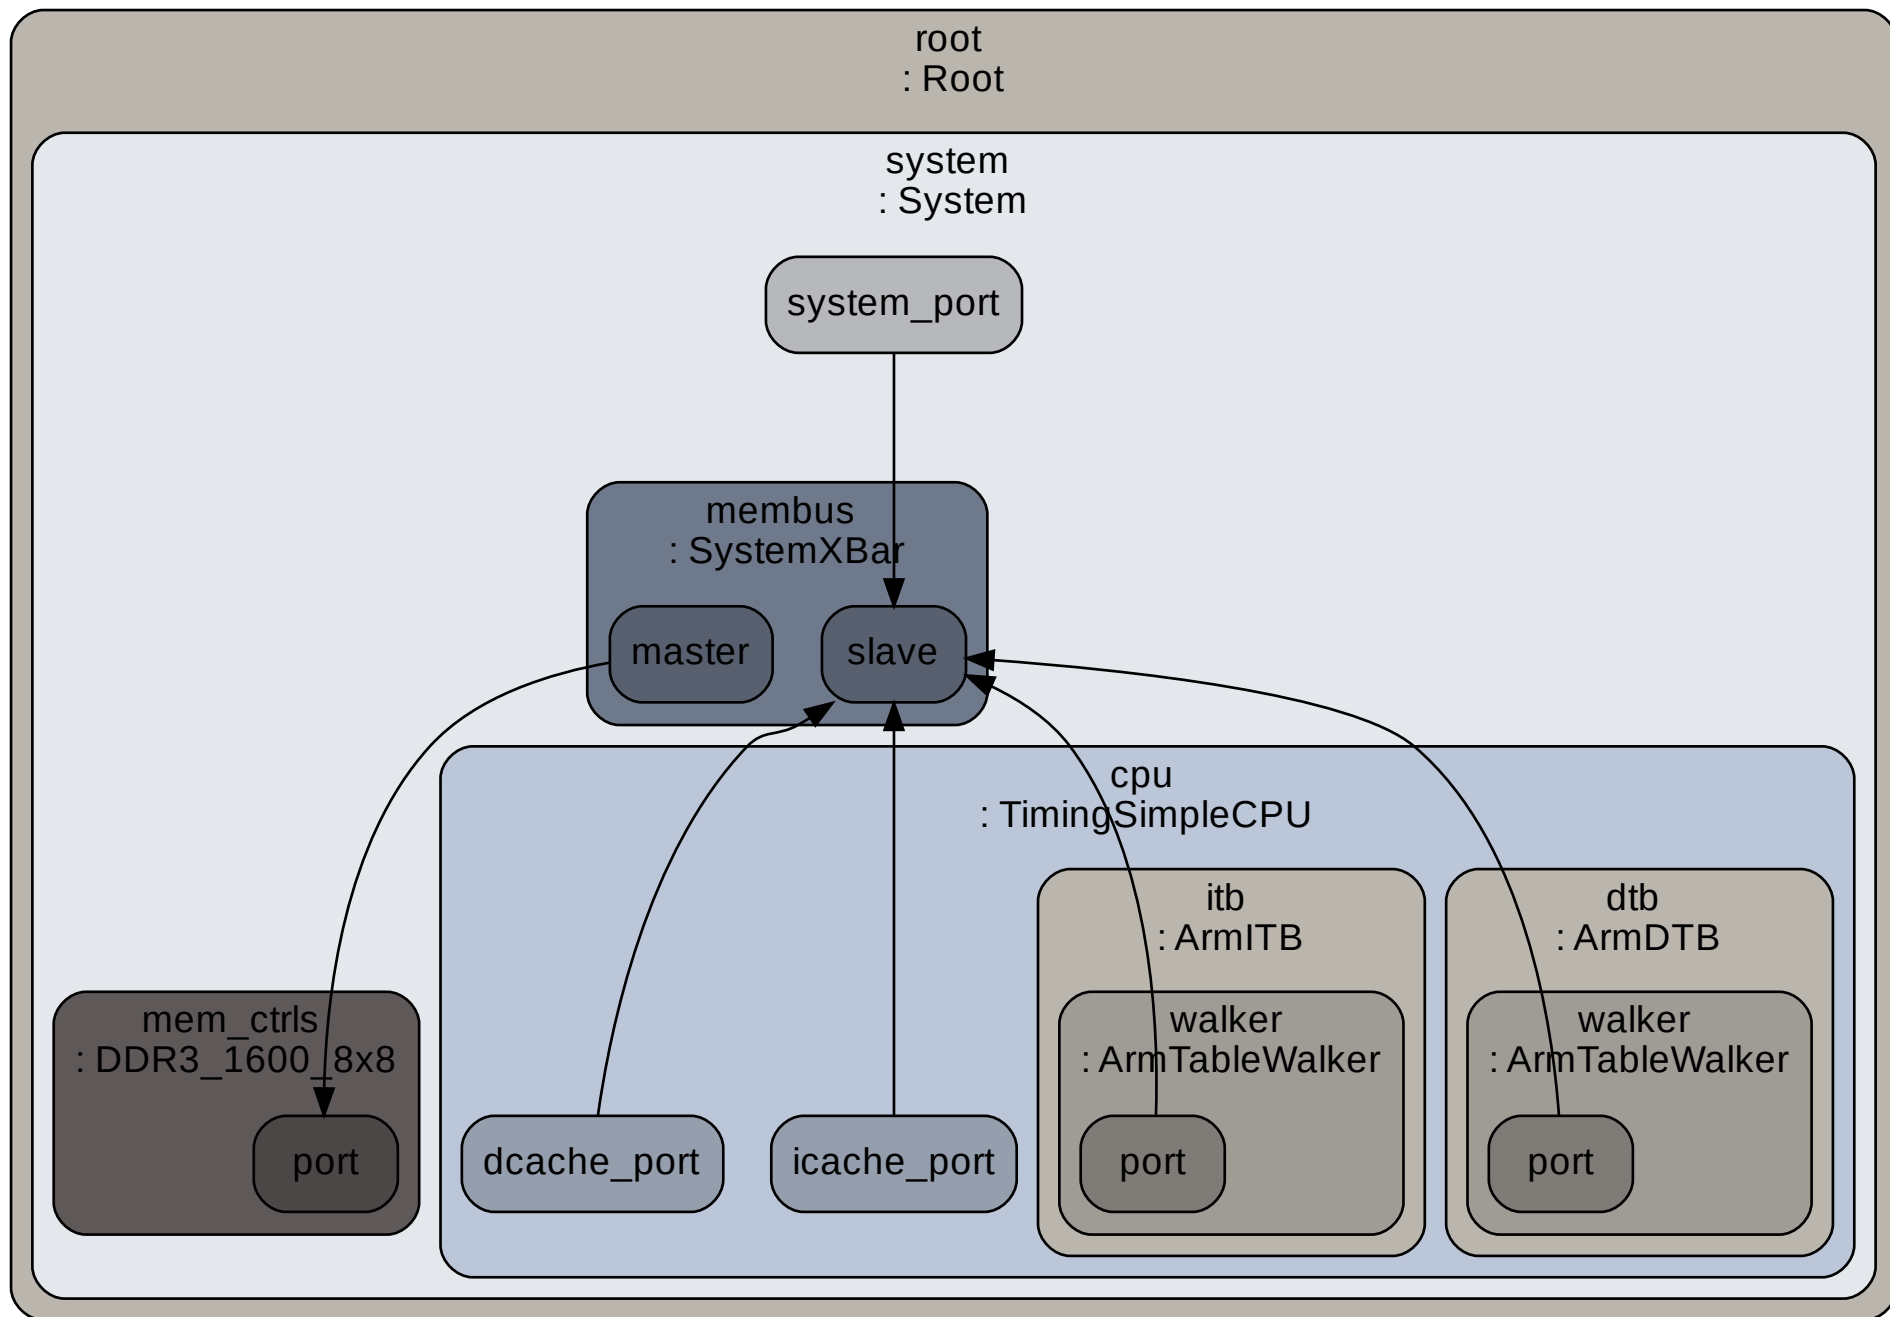 root
: Root
system
: System
system_port
membus
: SystemXBar
master
slave
cpu
: TimingSimpleCPU
itb
: ArmITB
dtb
: ArmDTB
mem_ctrls
: DDR3_1600_8x8
walker
: ArmTableWalker
walker
: ArmTableWalker
port
dcache_port
icache_port
port
port